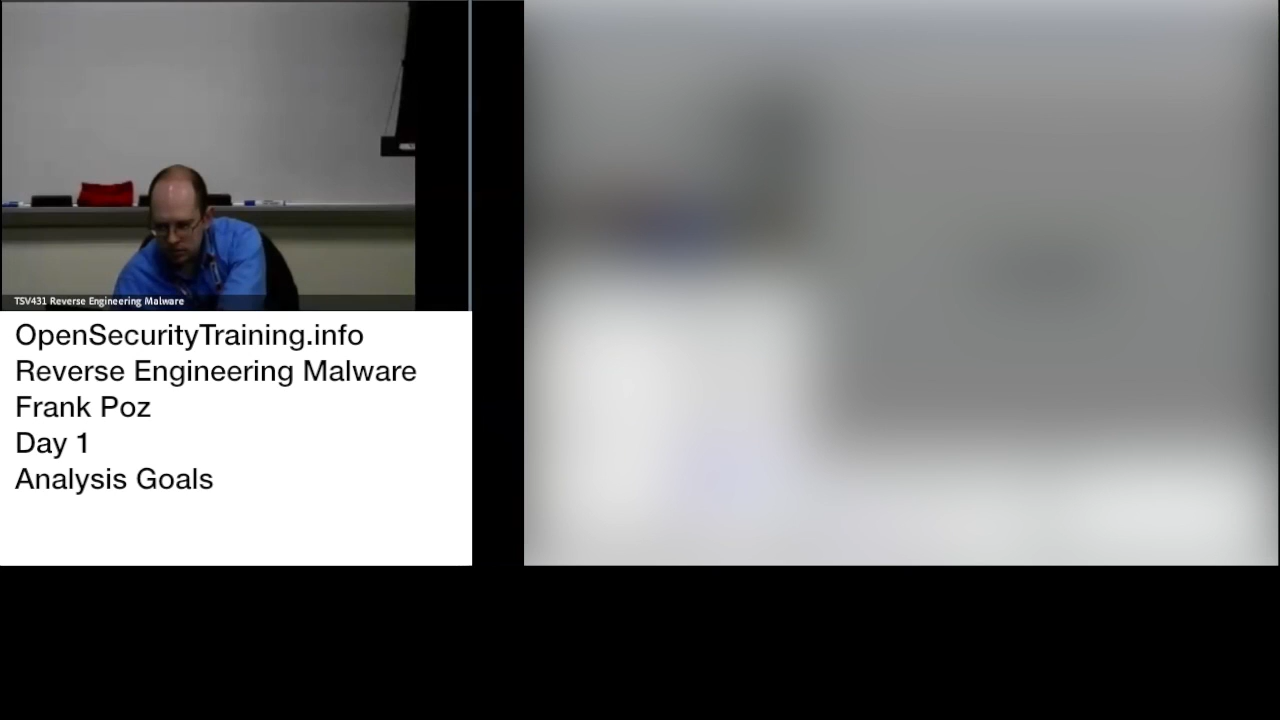 TSV431 Reverse Engineering Malware
OpenSecurityTraining.info
Reverse Engineering Malware
Frank Poz
Day 1
Analysis Goals